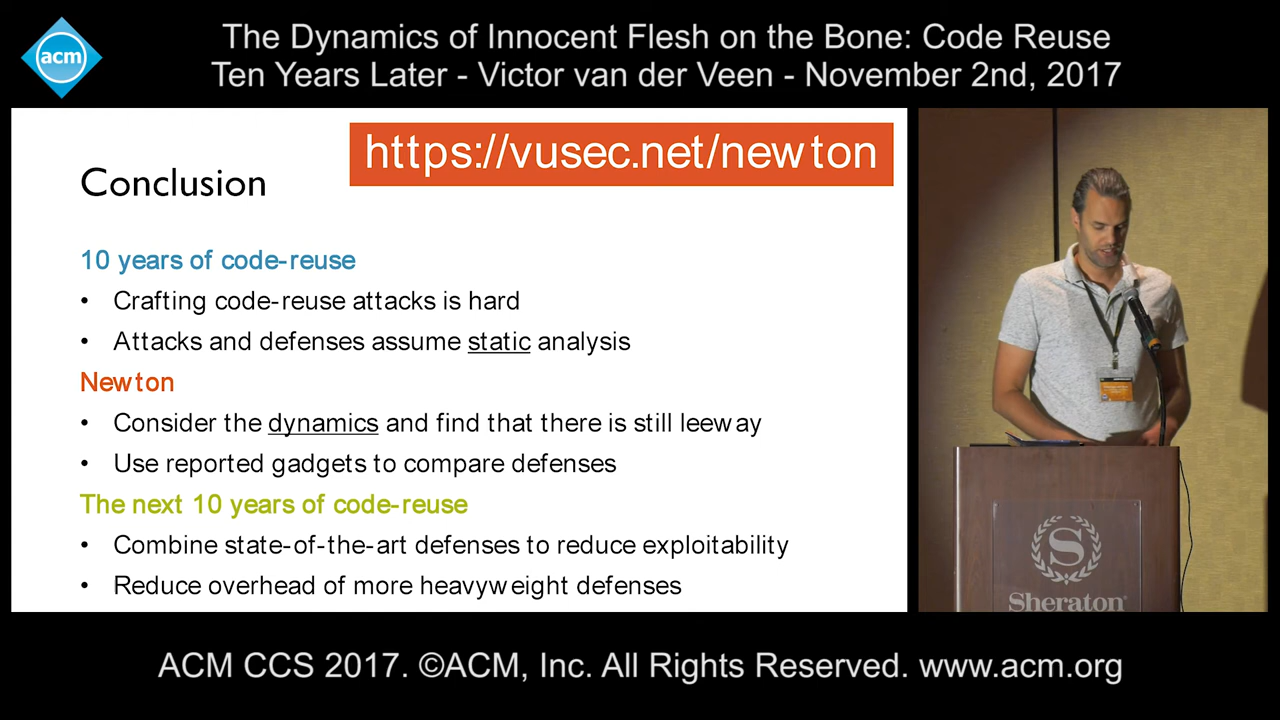 acm
The Dynamics of Innocent Flesh on the Bone: Code Reuse
Ten Years Later - Victor van der Veen - November 2nd, 2017
https://vusec.net/newton
Conclusion
10 years of code-reuse
• Crafting code-reuse attacks is hard
• Attacks and defenses assume static analysis
Newton
• Consider the dynamics and find that there is still leeway
• Use reported gadgets to compare defenses
The next 10 years of code-reuse
• Combine state-of-the-art defenses to reduce exploitability
• Reduce overhead of more heavyweight defenses
S
Sheraton
ACM CCS 2017. ©ACM, Inc. All Rights Reserved. www.acm.org